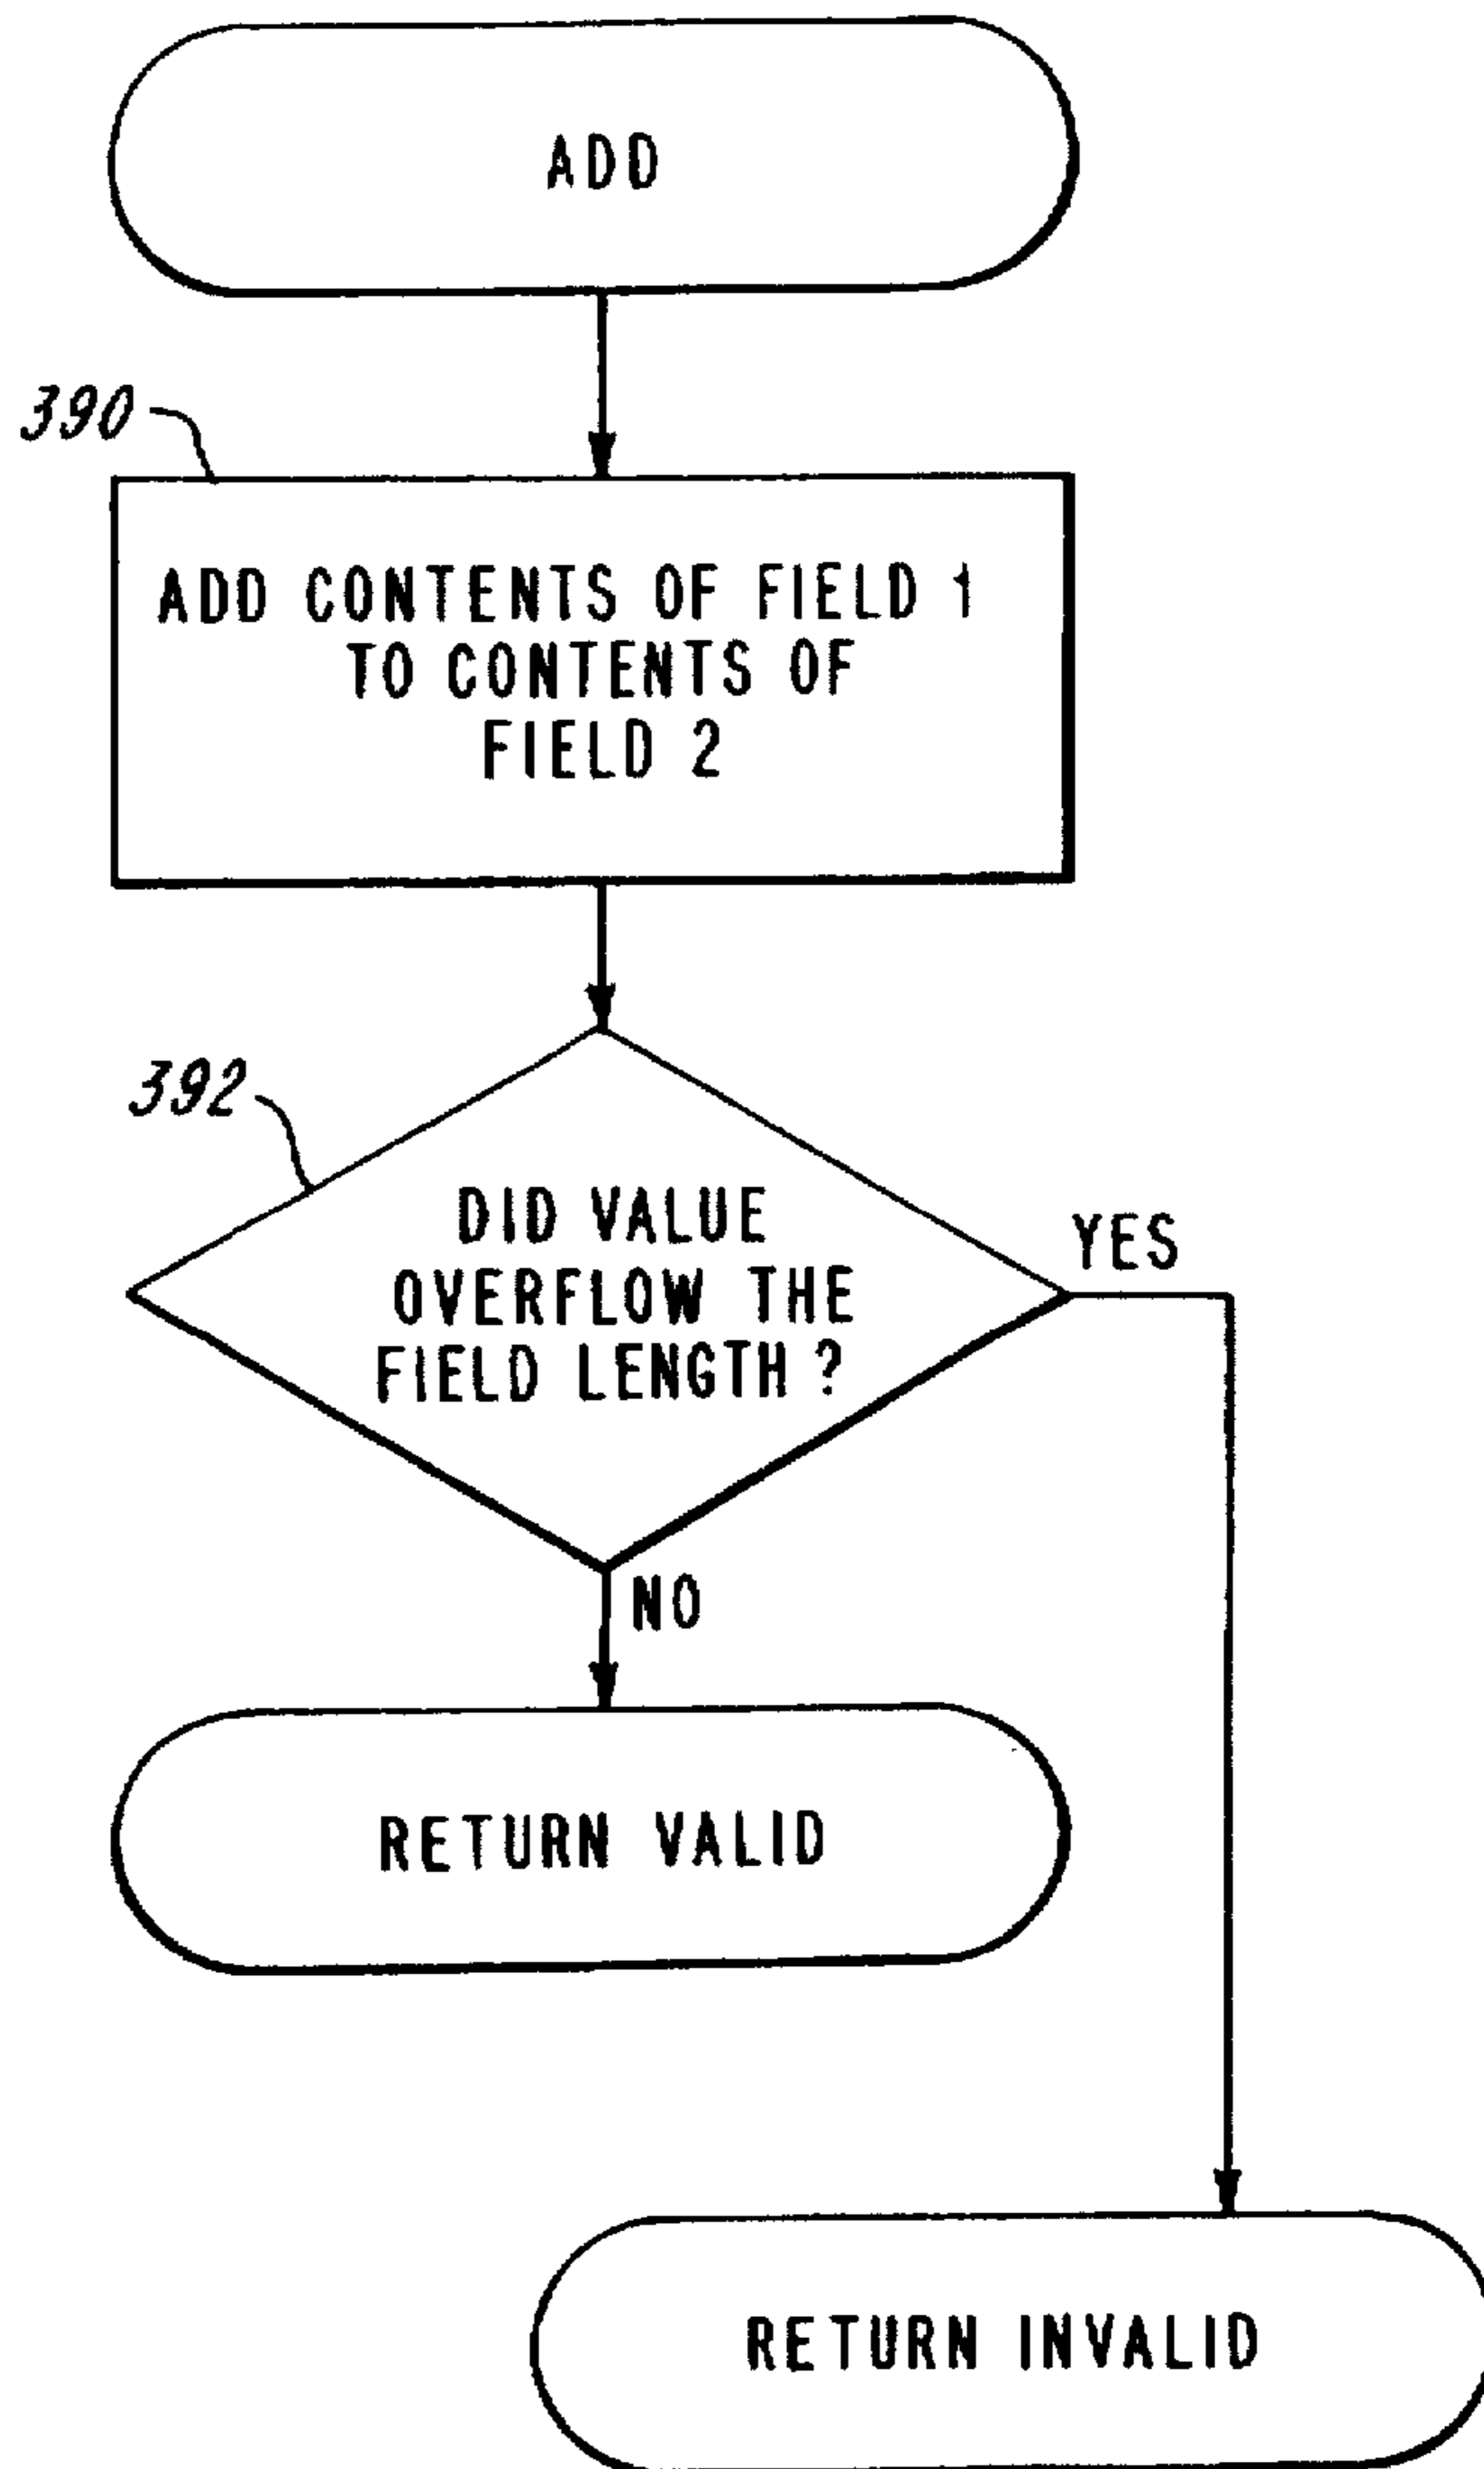 ADD
390
ADD CONTENTS OF FIELD 1
TO CONTENTS OF
FIELD 2
392
DID VALUE
OVERFLOW THE
FIELD LENGTH ?
YES
NO
RETURN VALID
RETURN INVALID